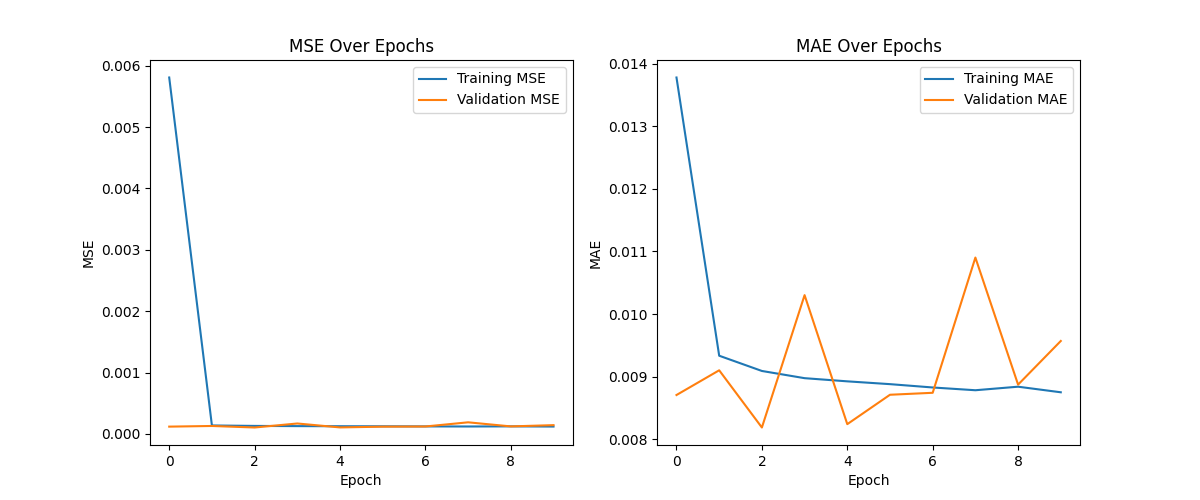 MSE Over Epochs
0.006
0.005
0.004
0.003
0.002
0.001
0.000
MSE
0 2 4 6 8
Epoch
Training MSE
Validation MSE
MAE Over Epochs
0.014
0.013
0.012
0.011
0.010
0.009
0.008
MAE
0 2 4 6 8
Epoch
Training MAE
Validation MAE